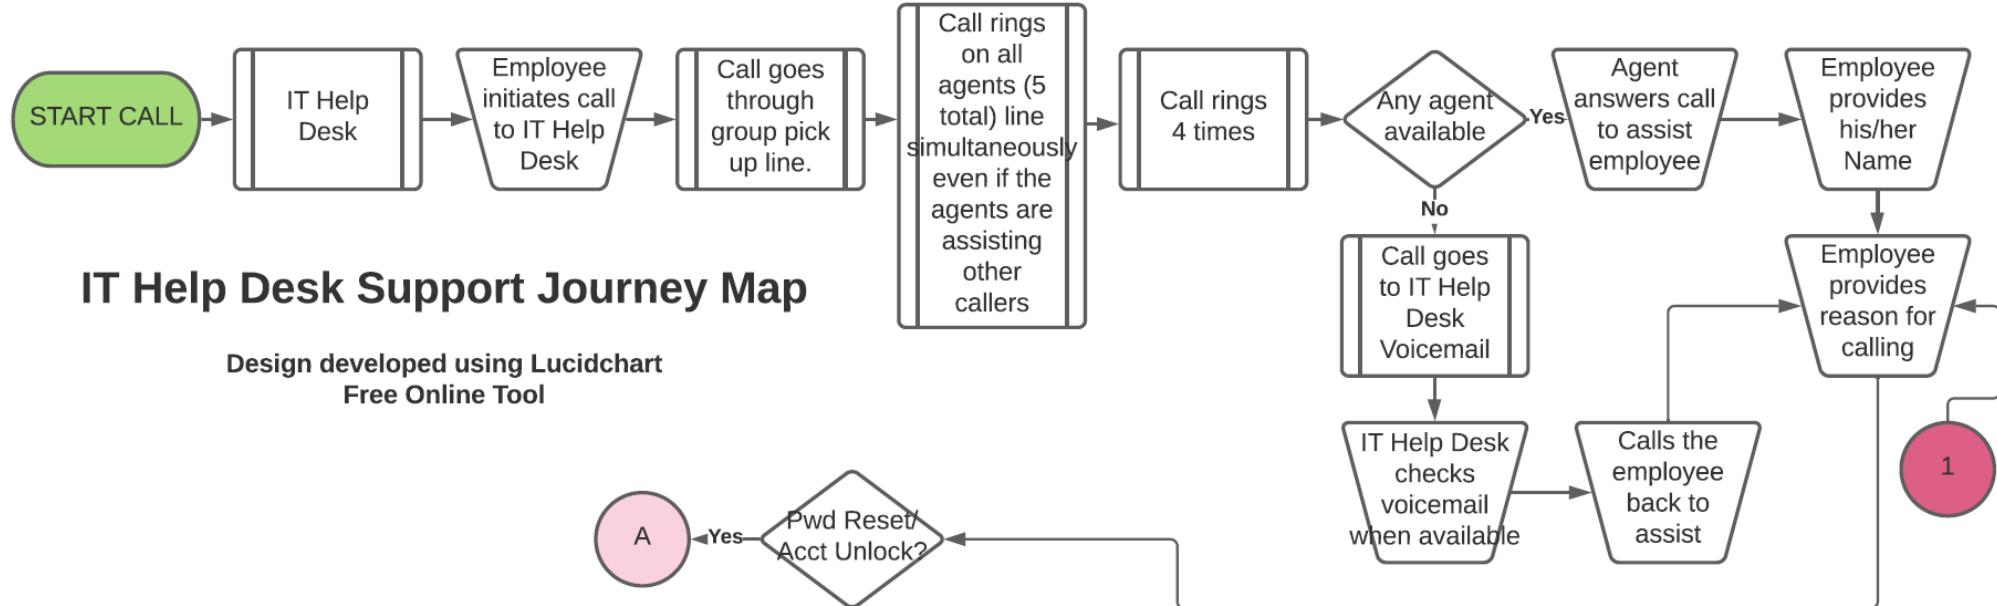 START CALL
IT Help
Desk
Employee
initiates call
to IT Help
Desk
Call goes
through
group pick
up line.
Call rings
on all
agents (5
total) line
simultaneously
even if the
agents are
assisting
other
callers
Call rings
4 times
Any agent
available
Yes
Agent
answers call
to assist
employee
Employee
provides
his/her
Name
No
Call goes
to IT Help
Desk
Voicemail
Employee
provides
reason for
calling
IT Help Desk Support Journey Map
Design developed using Lucidchart
Free Online Tool
IT Help Desk
checks
voicemail
when available
Calls the
employee
back to
assist
1
A
Yes
Pwd Reset/
Acct Unlock?